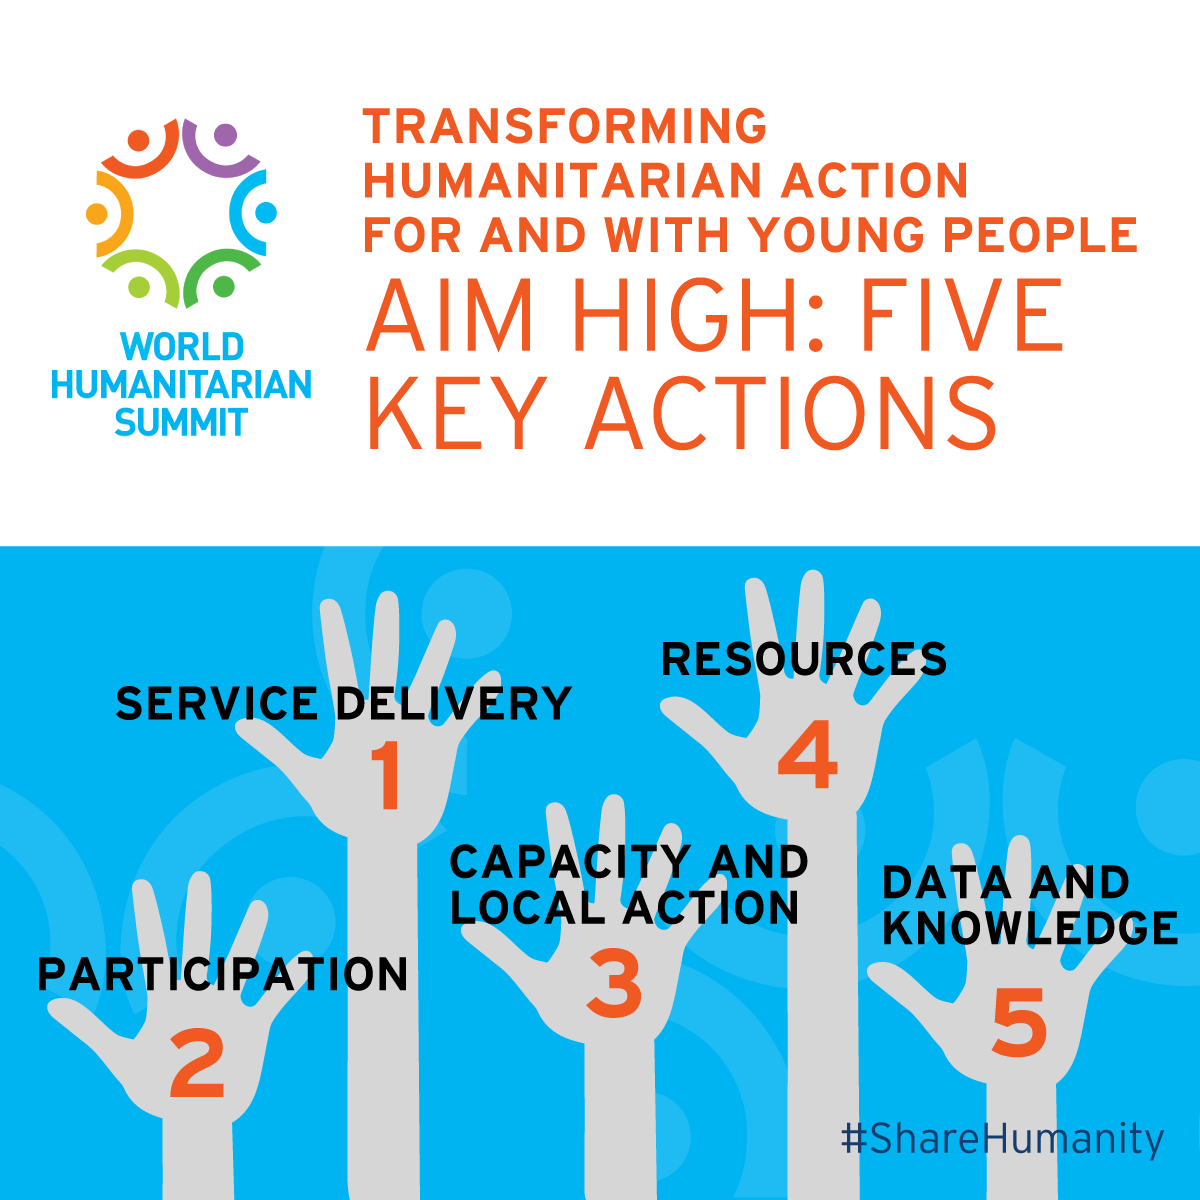 WORLD
HUMANITARIAN
SUMMIT
TRANSFORMING
HUMANITARIAN ACTION
FOR AND WITH YOUNG PEOPLE
AIM HIGH: FIVE
KEY ACTIONS
SERVICE DELIVERY
1
PARTICIPATION
2
CAPACITY AND
LOCAL ACTION
3
RESOURCES
4
DATA AND
KNOWLEDGE
5
#ShareHumanity